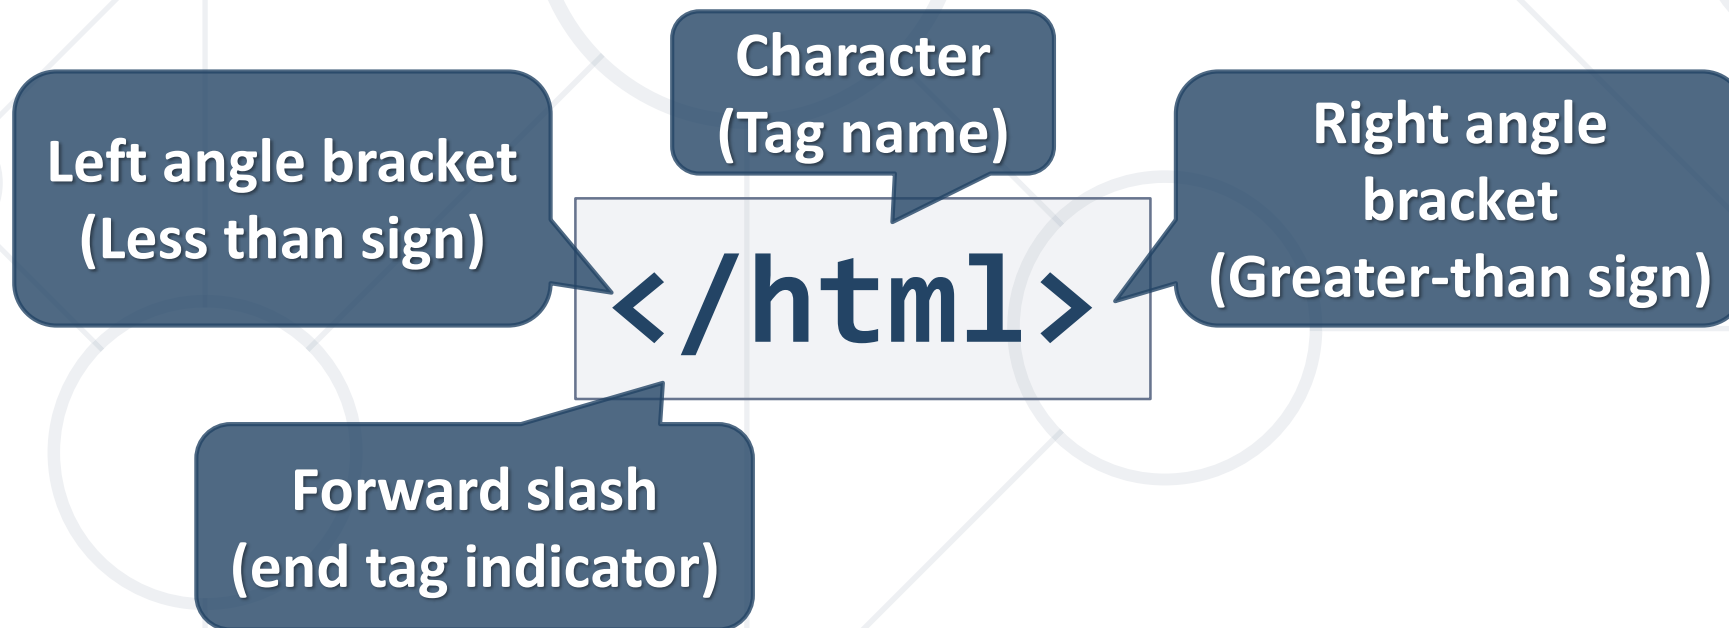 Character
(Tag name)
Left angle bracket
(Less than sign)
Right angle
bracket
(Greater-than sign)
</html>
Forward slash
(end tag indicator)